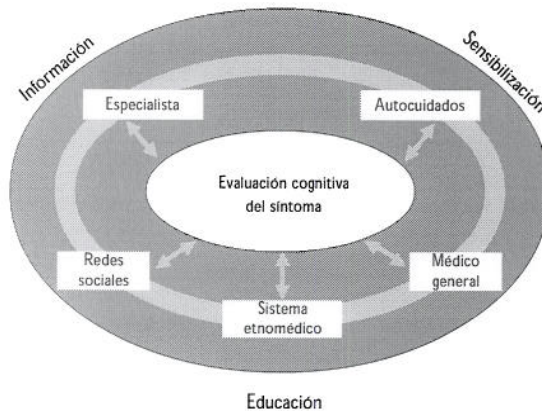 Información
Sensibilización
Especialista
Autocuidados
Evaluación cognitiva
del síntoma
Redes
sociales
Médico
general
Sistema
etnomédico
Educación